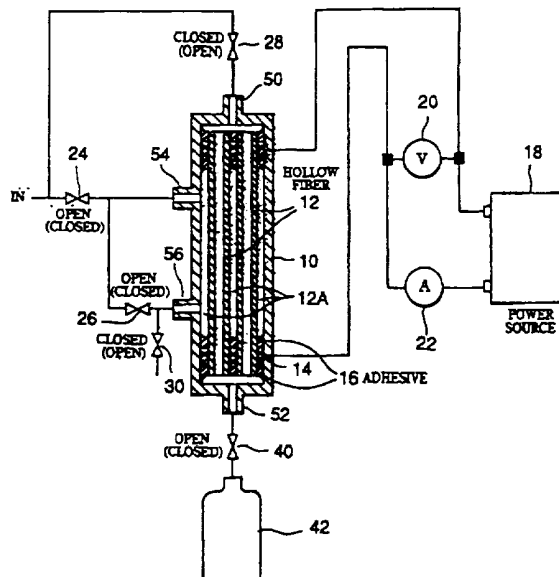 CLOSED
(OPEN)
28
50
20
V
18
24
54
HOLLOW
FIBER
IN
OPEN
(CLOSED)
12
10
56
OPEN
(CLOSED)
12A
A
26
22
POWER
SOURCE
CLOSED
(OPEN)
14
30
16 ADHESIVE
52
OPEN
(CLOSED)
40
42